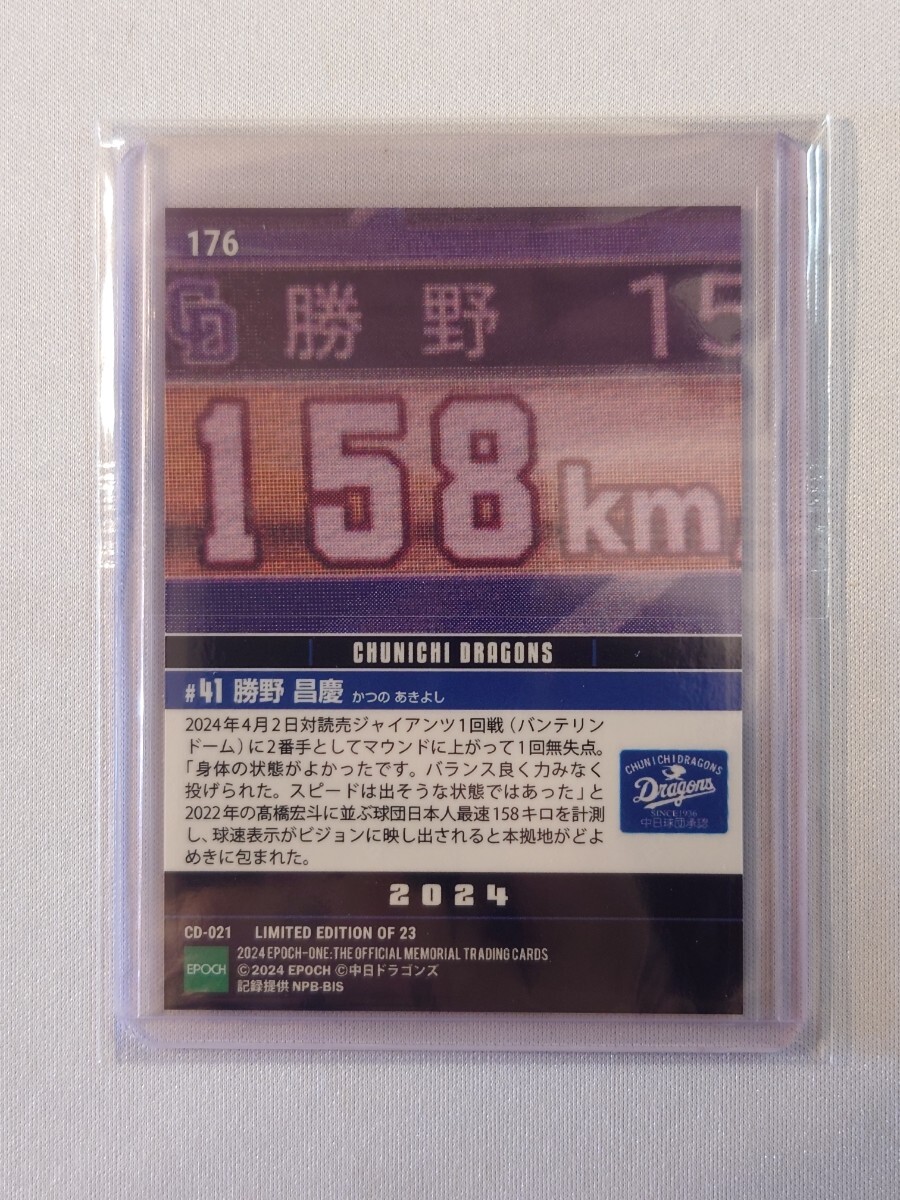 176
CD 勝野 15
158km
CHUNICHI DRAGONS
#41 勝野 昌慶 かつの あきよし
2024年4月2日対読売ジャイアンツ1回戦（バンテリン
ドーム）に2番手としてマウンドに上がって1回無失点。
「身体の状態がよかったです。バランス良く力みなく
投げられた。スピードは出そうな状態ではあった」と
2022年の髙橋宏斗に並ぶ球団日本人最速158キロを計測
し、球速表示がビジョンに映し出されると本拠地がどよ
めきに包まれた。
CHUNICHI DRAGONS
Dragons
SINCE 1936
中日球団承認
2024
CD-021 LIMITED EDITION OF 23
EPOCH
2024 EPOCH-ONE:THE OFFICIAL MEMORIAL TRADING CARDS
©2024 EPOCH ©中日ドラゴンズ
記録提供 NPB-BIS